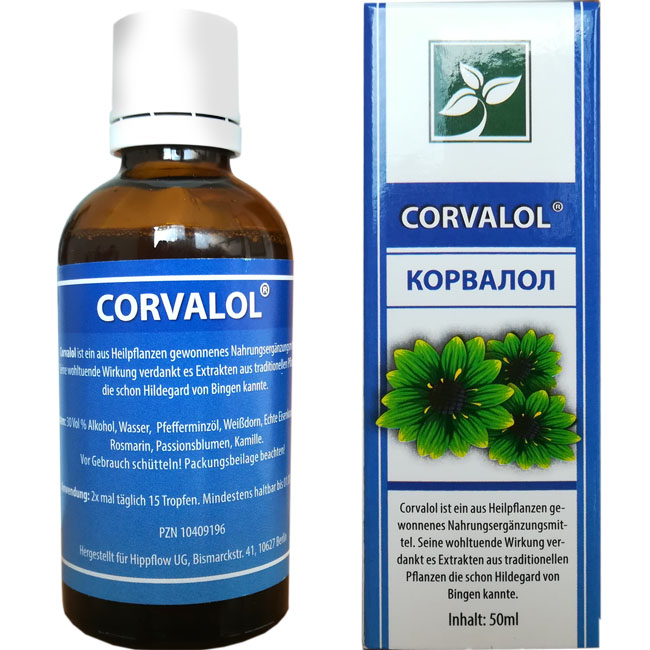 CORVALOL®
Corvalol ist ein aus Heilpflanzen gewonnenes
Seine wohltuende Wirkung verdankt es Extrakten aus traditionellen
die schon Hildegard von Bingen kannte.
30 Vol % Alkohol, Wasser, Pfefferminzöl, Weißdorn, Echte
Rosmarin, Passionsblumen, Kamille.
Vor Gebrauch schütteln! Packungsbeilage beachten!
2x mal täglich 15 Tropfen. Mindestens haltbar bis
PZN 10409196
Hergestellt für Hippflow UG, Bismarckstr. 41, 10627 Berlin
CORVALOL®
КОРВАЛОЛ
Corvalol ist ein aus Heilpflanzen ge-
wonnenes Nahrungsergänzungsmit-
tel. Seine wohltuende Wirkung ver-
dankt es Extrakten aus traditionellen
Pflanzen die schon Hildegard von
Bingen kannte.
Inhalt: 50ml